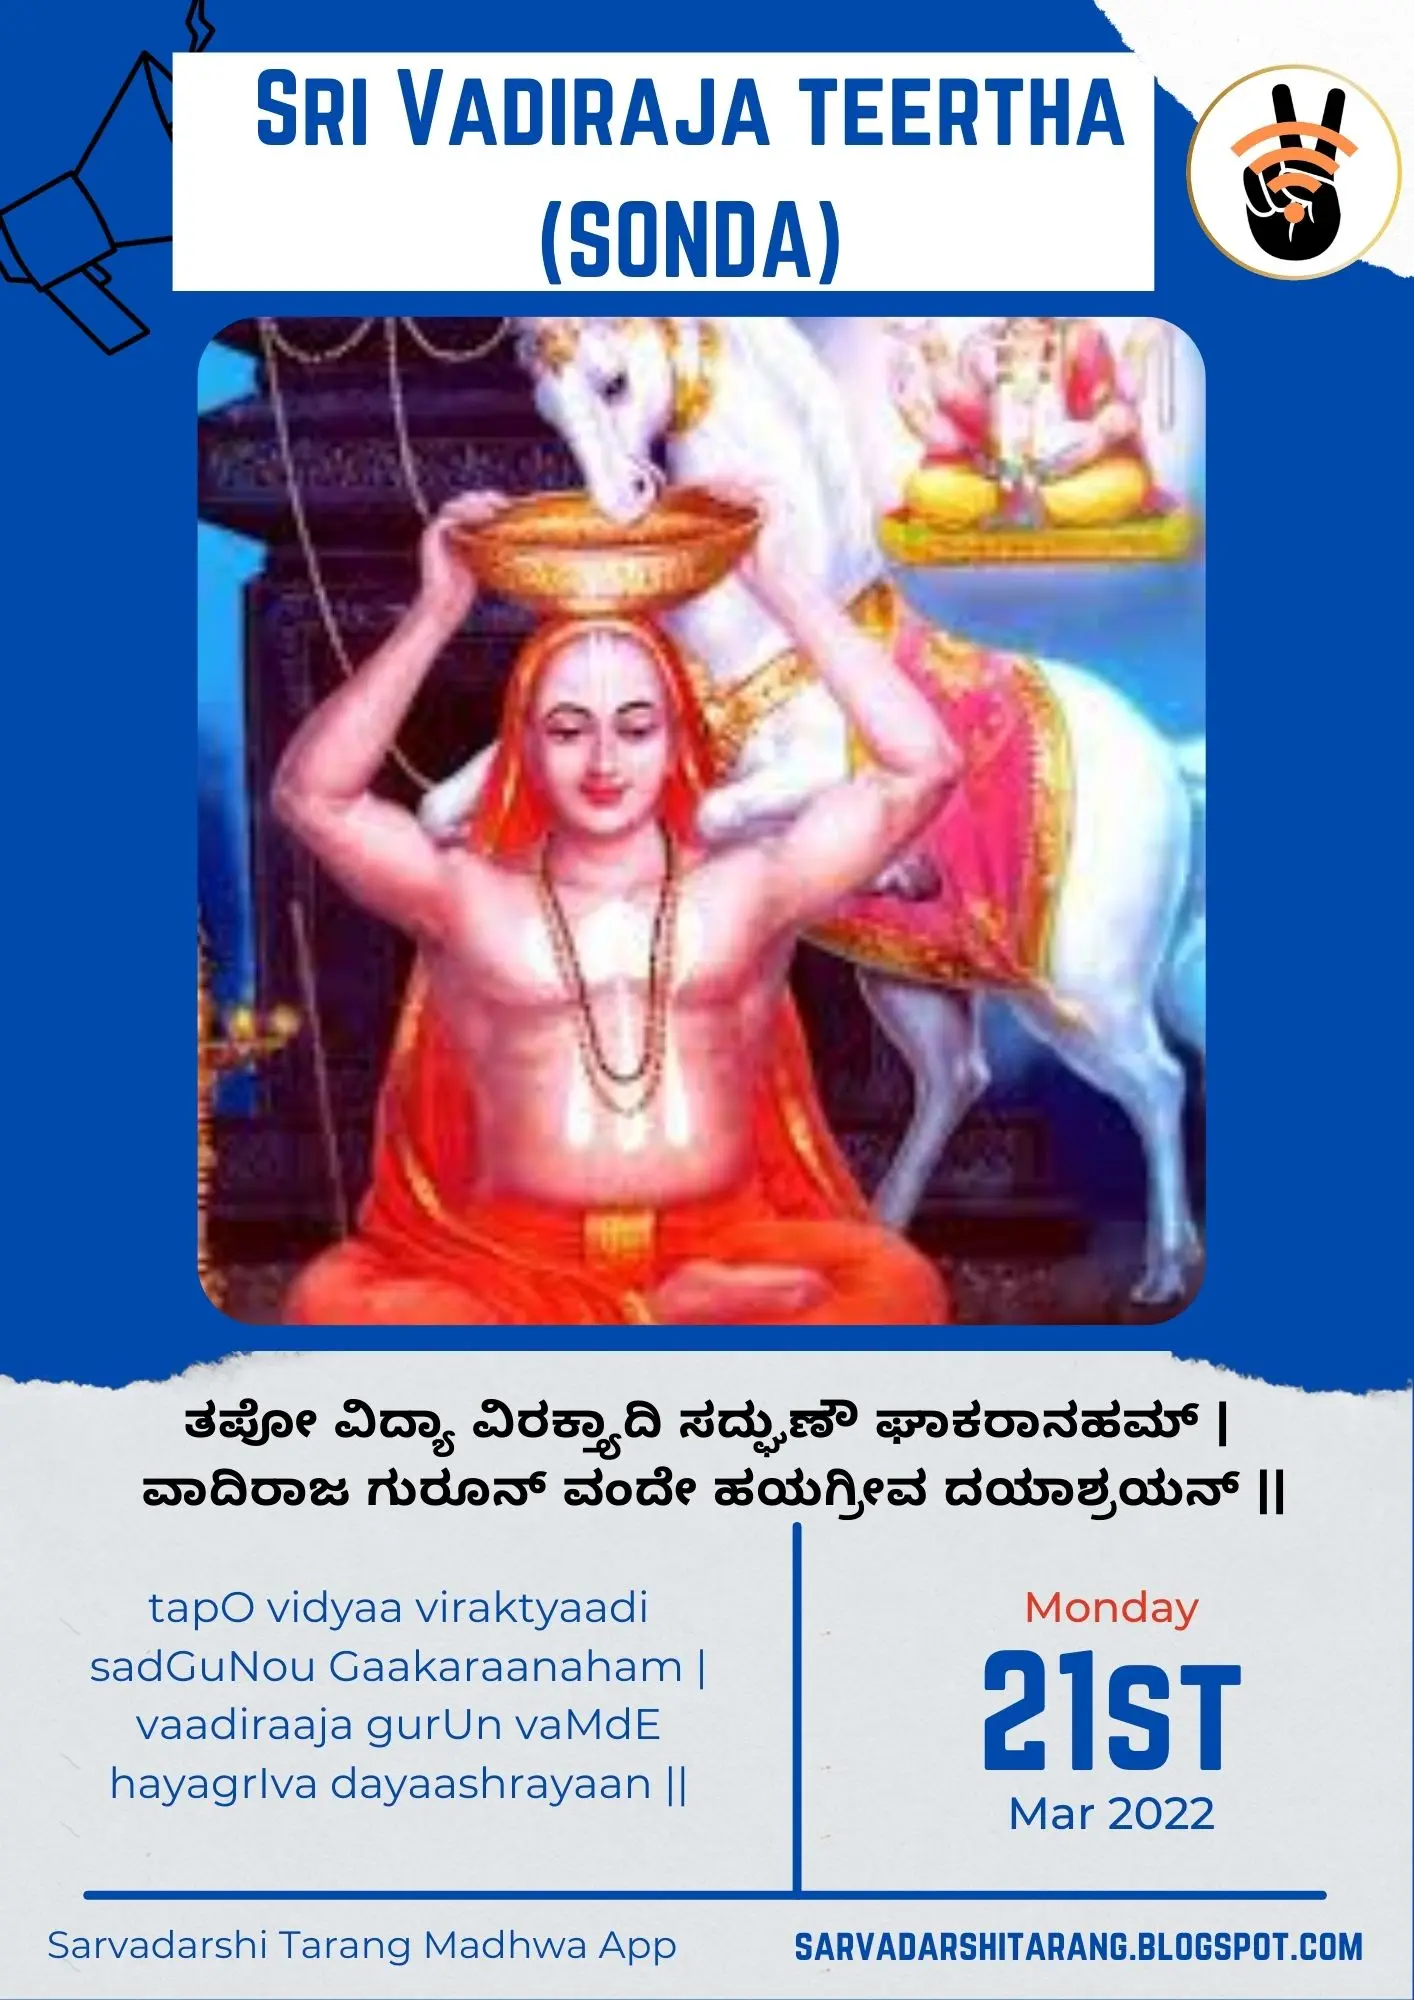 Sri Vadiraja teertha
(SONDA)
ತಪೋ ವಿದ್ಯಾ ವಿರಕ್ತ್ಯಾದಿ ಸದ್ಘುಣೌ ಘಾಕರಾನಹಮ್ |
ವಾದಿರಾಜ ಗುರೂನ್ ವಂದೇ ಹಯಗ್ರೀವ ದಯಾಶ್ರಯನ್ ||
tapO vidyaa viraktyaadi
sadGuNou Gaakaraanaham |
vaadiraaja gurUn vaMdE
hayagrIva dayaashrayaan ||
Monday
21ST
Mar 2022
Sarvadarshi Tarang Madhwa App
SARVADARSHITARANG.BLOGSPOT.COM